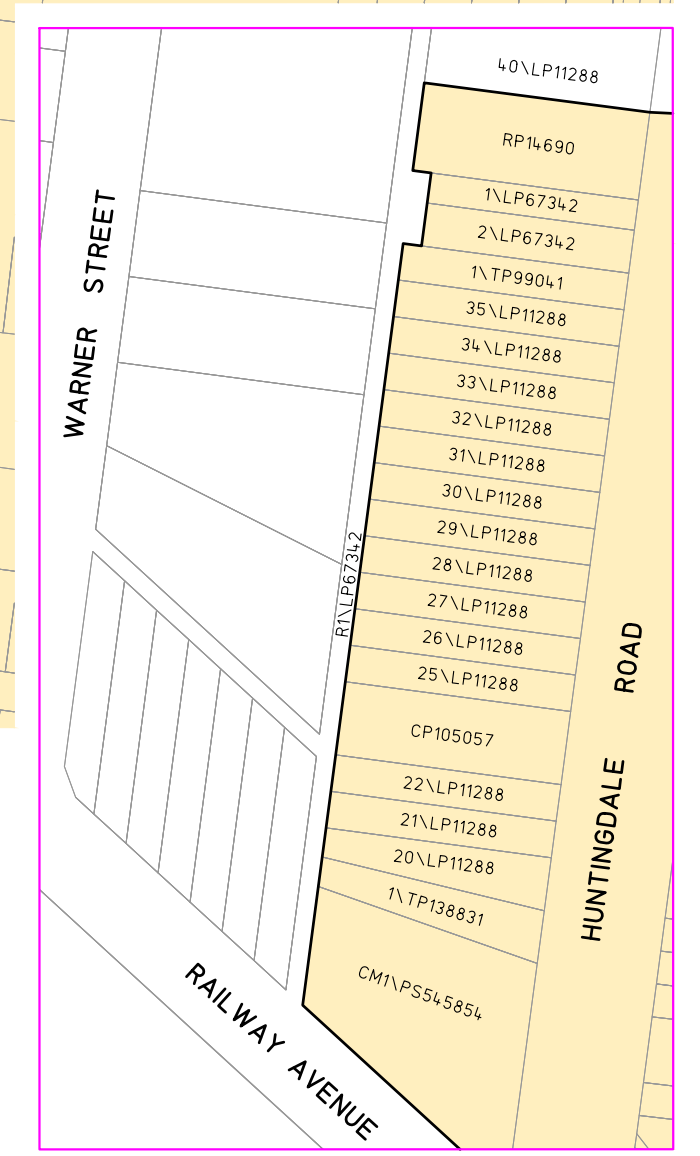 40\LP11288
RP14690
1\LP67342
2\LP67342
1\TP99041
35\LP11288
34\LP11288
33\LP11288
32\LP11288
31\LP11288
30\LP11288
29\LP11288
28\LP11288
27\LP11288
26\LP11288
25\LP11288
CP105057
22\LP11288
21\LP11288
20\LP11288
1\TP138831
CM1\PS545854
R1\LP67342
WARNER STREET
HUNTINGDALE ROAD
RAILWAY AVENUE